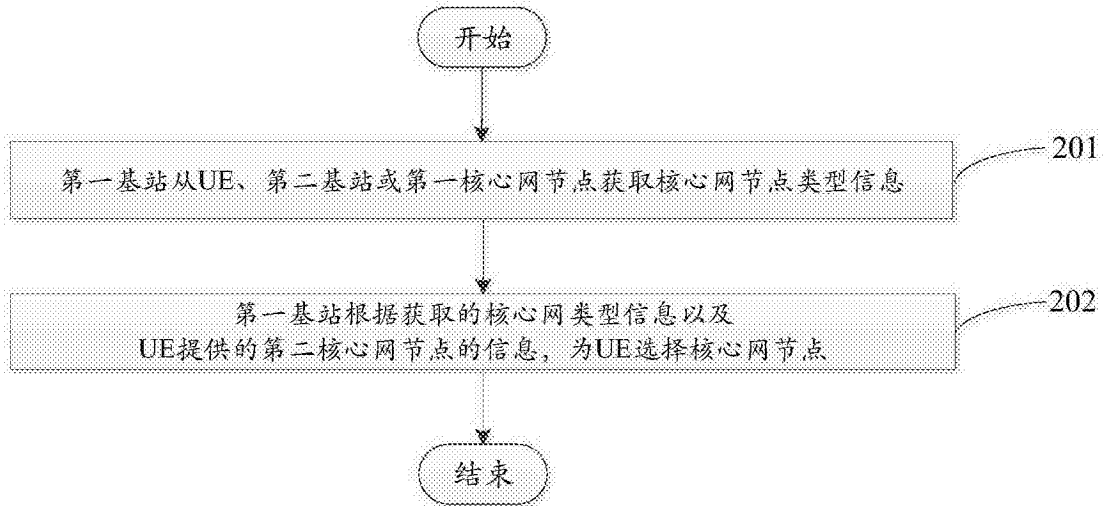 开始
第一基站从UE、第二基站或第一核心网节点获取核心网节点类型信息
201
第一基站根据获取的核心网类型信息以及
UE提供的第二核心网节点的信息，为UE选择核心网节点
202
结束